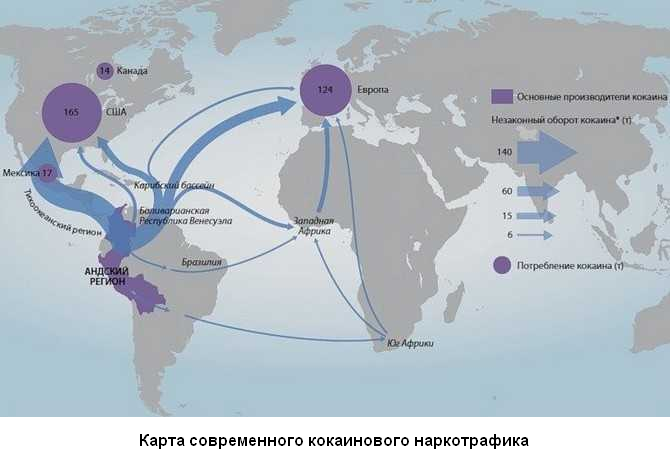 14 Канада
165
США
124
Европа
Основные производители кокаина
Незаконный оборот кокаина* (т)
140
60
15
6
Потребление кокаина (т)
Мексика 17
Карибский бассейн
Тихоокеанский регион
Боливарианская
Республика Венесуэла
Западная
Африка
Бразилия
АНДСКИЙ
РЕГИОН
Юг Африки
Карта современного кокаинового наркотрафика